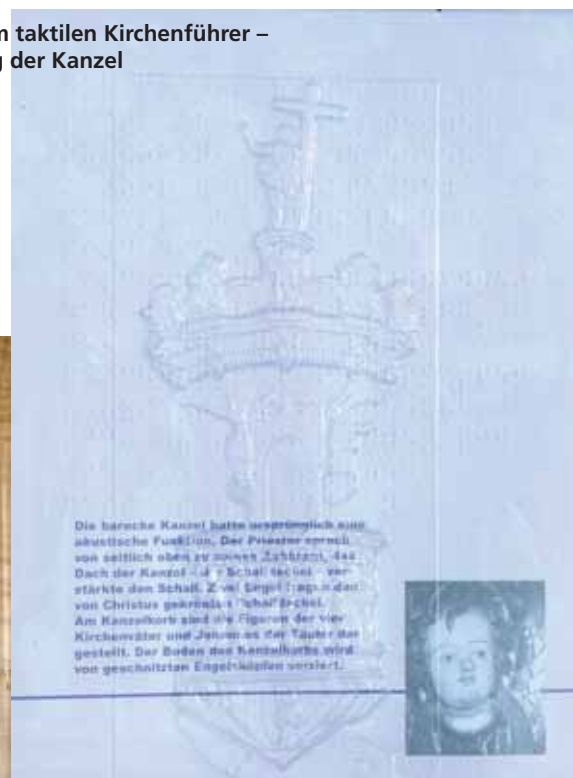 m taktilen Kirchenführer –
g der Kanzel
Die barocke Kanzel hatte ursprünglich eine
akustische Funktion. Der Priester sprach
von seitlich oben zu seinen Zuhörern, das
Dach der Kanzel - der Schalldeckel - ver-
stärkte den Schall. Zwei Engel tragen den
von Christus gekrönten Schalldeckel.
Am Kanzelkorb sind die Figuren der vier
Kirchenväter und Johannes der Täufer dar
gestellt. Der Boden des Kanzelkorbs wird
von geschnitzten Engelsköpfen verziert.